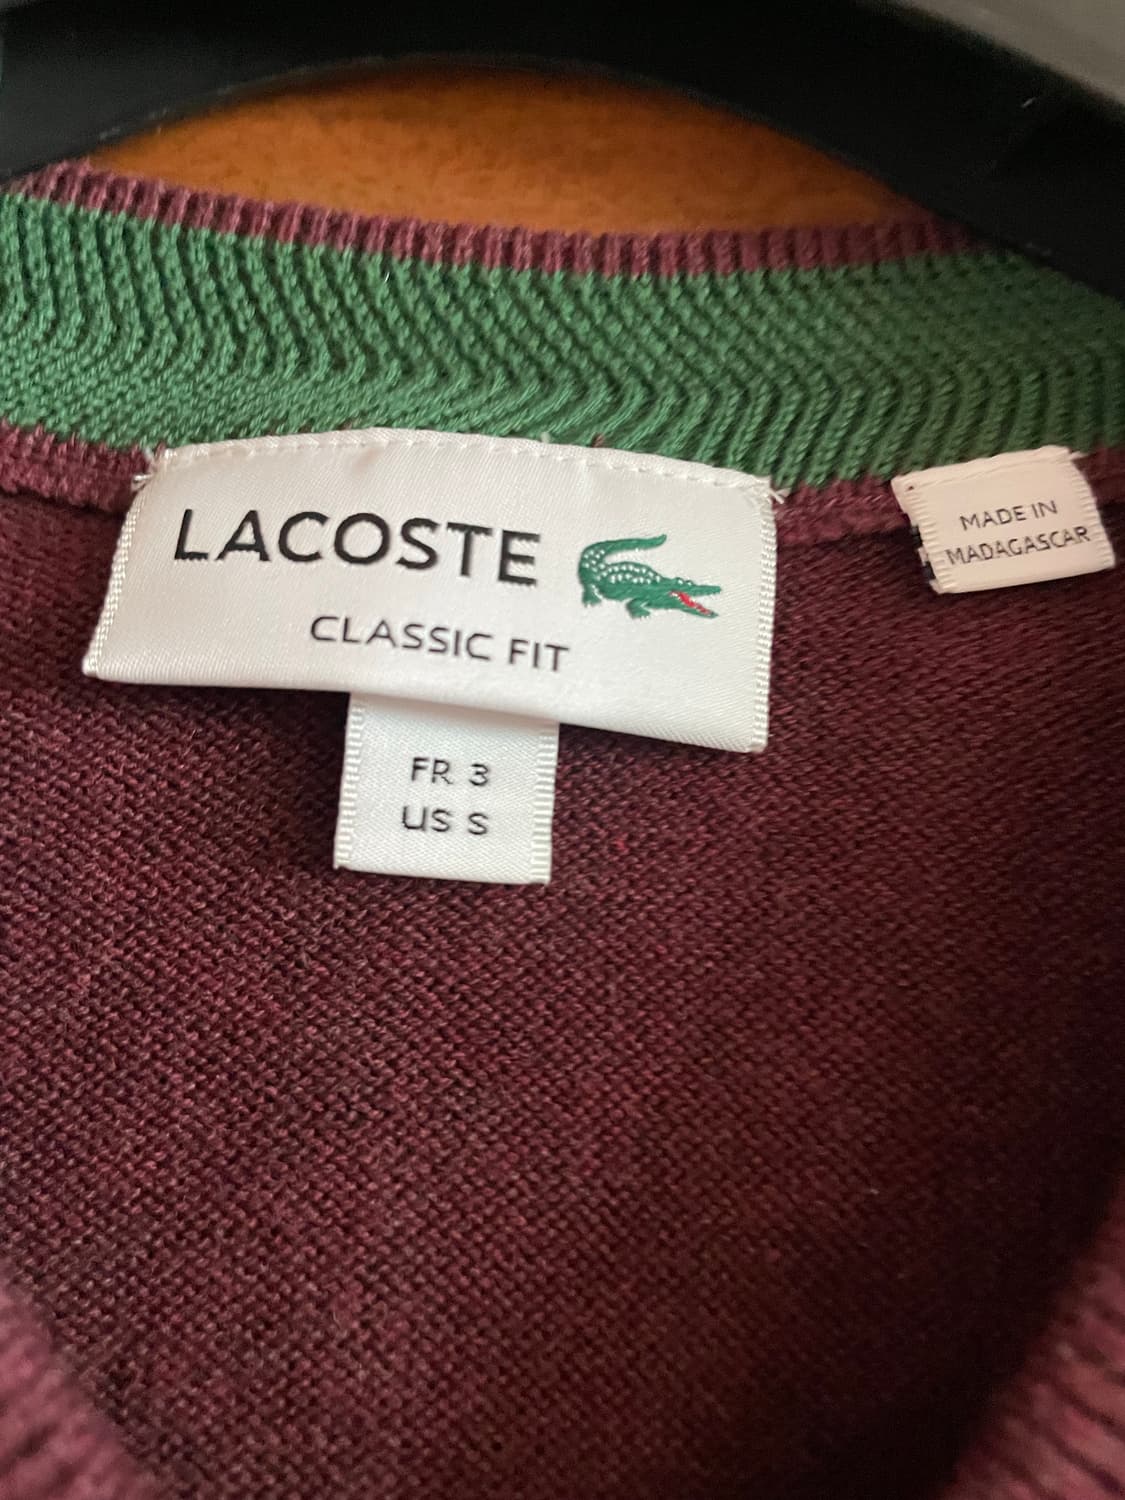 LACOSTE
CLASSIC FIT
FR 3
US S
MADE IN
MADAGASCAR